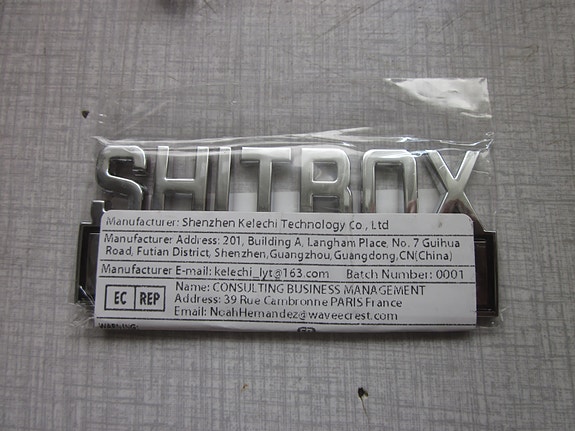 SHITBOX
Manufacturer: Shenzhen Kelechi Technology Co., Ltd
Manufacturer Address: 201, Building A, Langham Place, No. 7 Guihua
Road, Futian District, Shenzhen,Guangzhou,Guangdong,CN(China)
Manufacturer E-mail: kelechi_lyt@163.com Batch Number: 0001
EC REP
Name: CONSULTING BUSINESS MANAGEMENT
Address: 39 Rue Cambronne PARIS France
Email: NoahHernandez@waveecrest.com
WARNING: